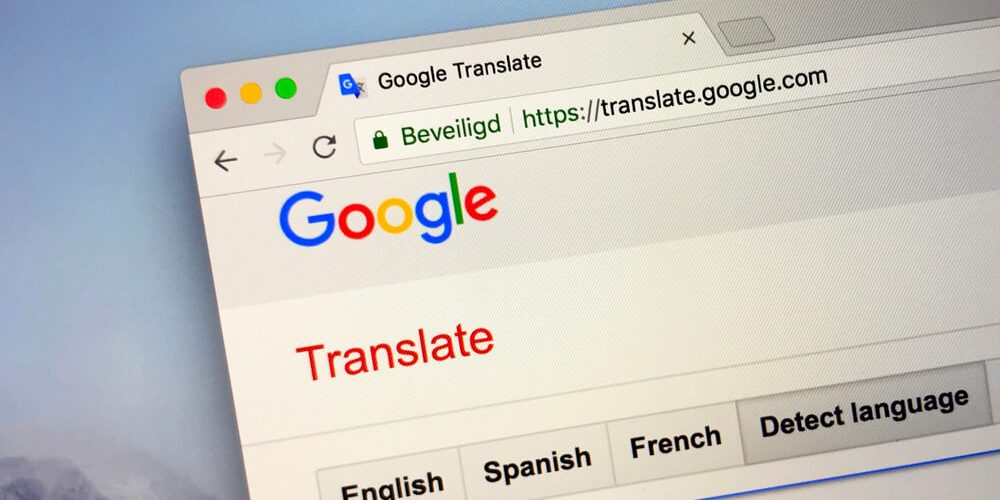 Google Translate
Beveiligd https://translate.google.com
Google
Translate
English Spanish French Detect language